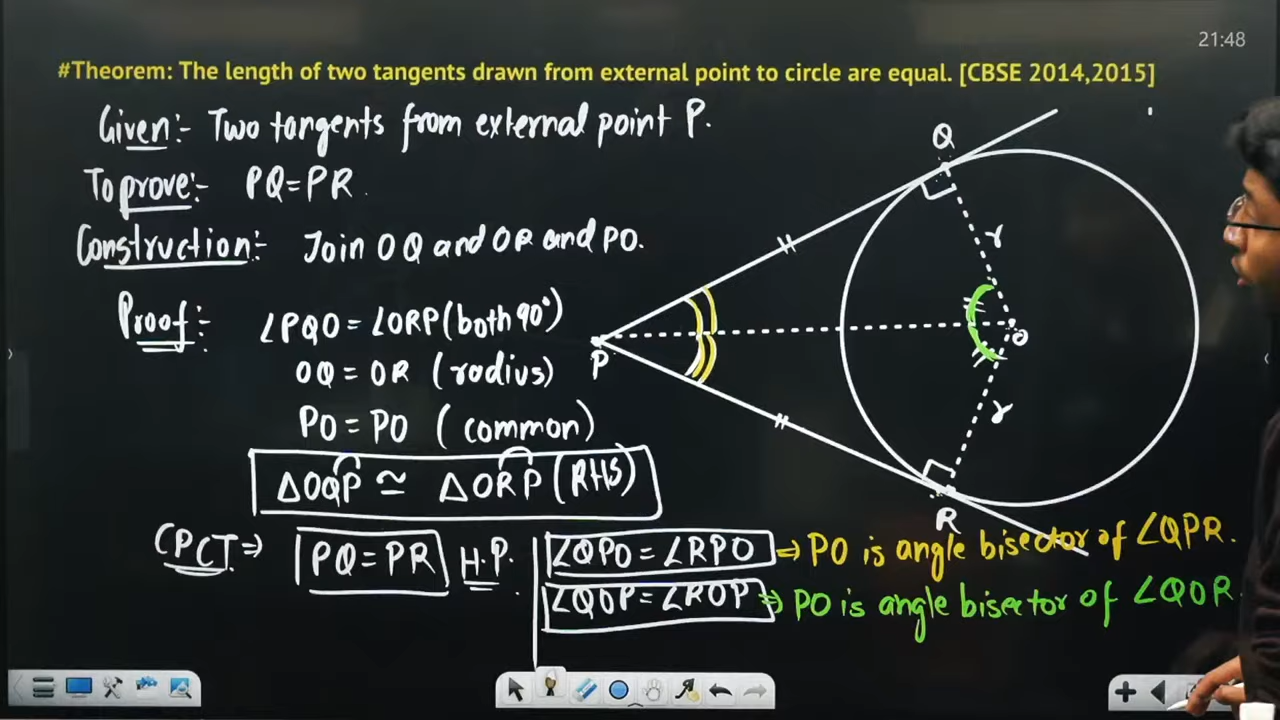 21:48
#Theorem: The length of two tangents drawn from external point to circle are equal. [CBSE 2014,2015]
Given:- Two tangents from external point P.
To prove:- PQ=PR.
Construction:- Join OQ and OR and PO.
Proof:- ∠PQO = ∠ORP (both 90°)
OQ = OR (radius)
PO = PO (common)
△OQP ≅ △ORP (RHS)
CPCT ⇒ PQ=PR H.P.
∠QPO = ∠RPO ⇒ PO is angle bisector of ∠QPR.
∠QOP = ∠ROP ⇒ PO is angle bisector of ∠QOR.
Q
r
P
O
r
R